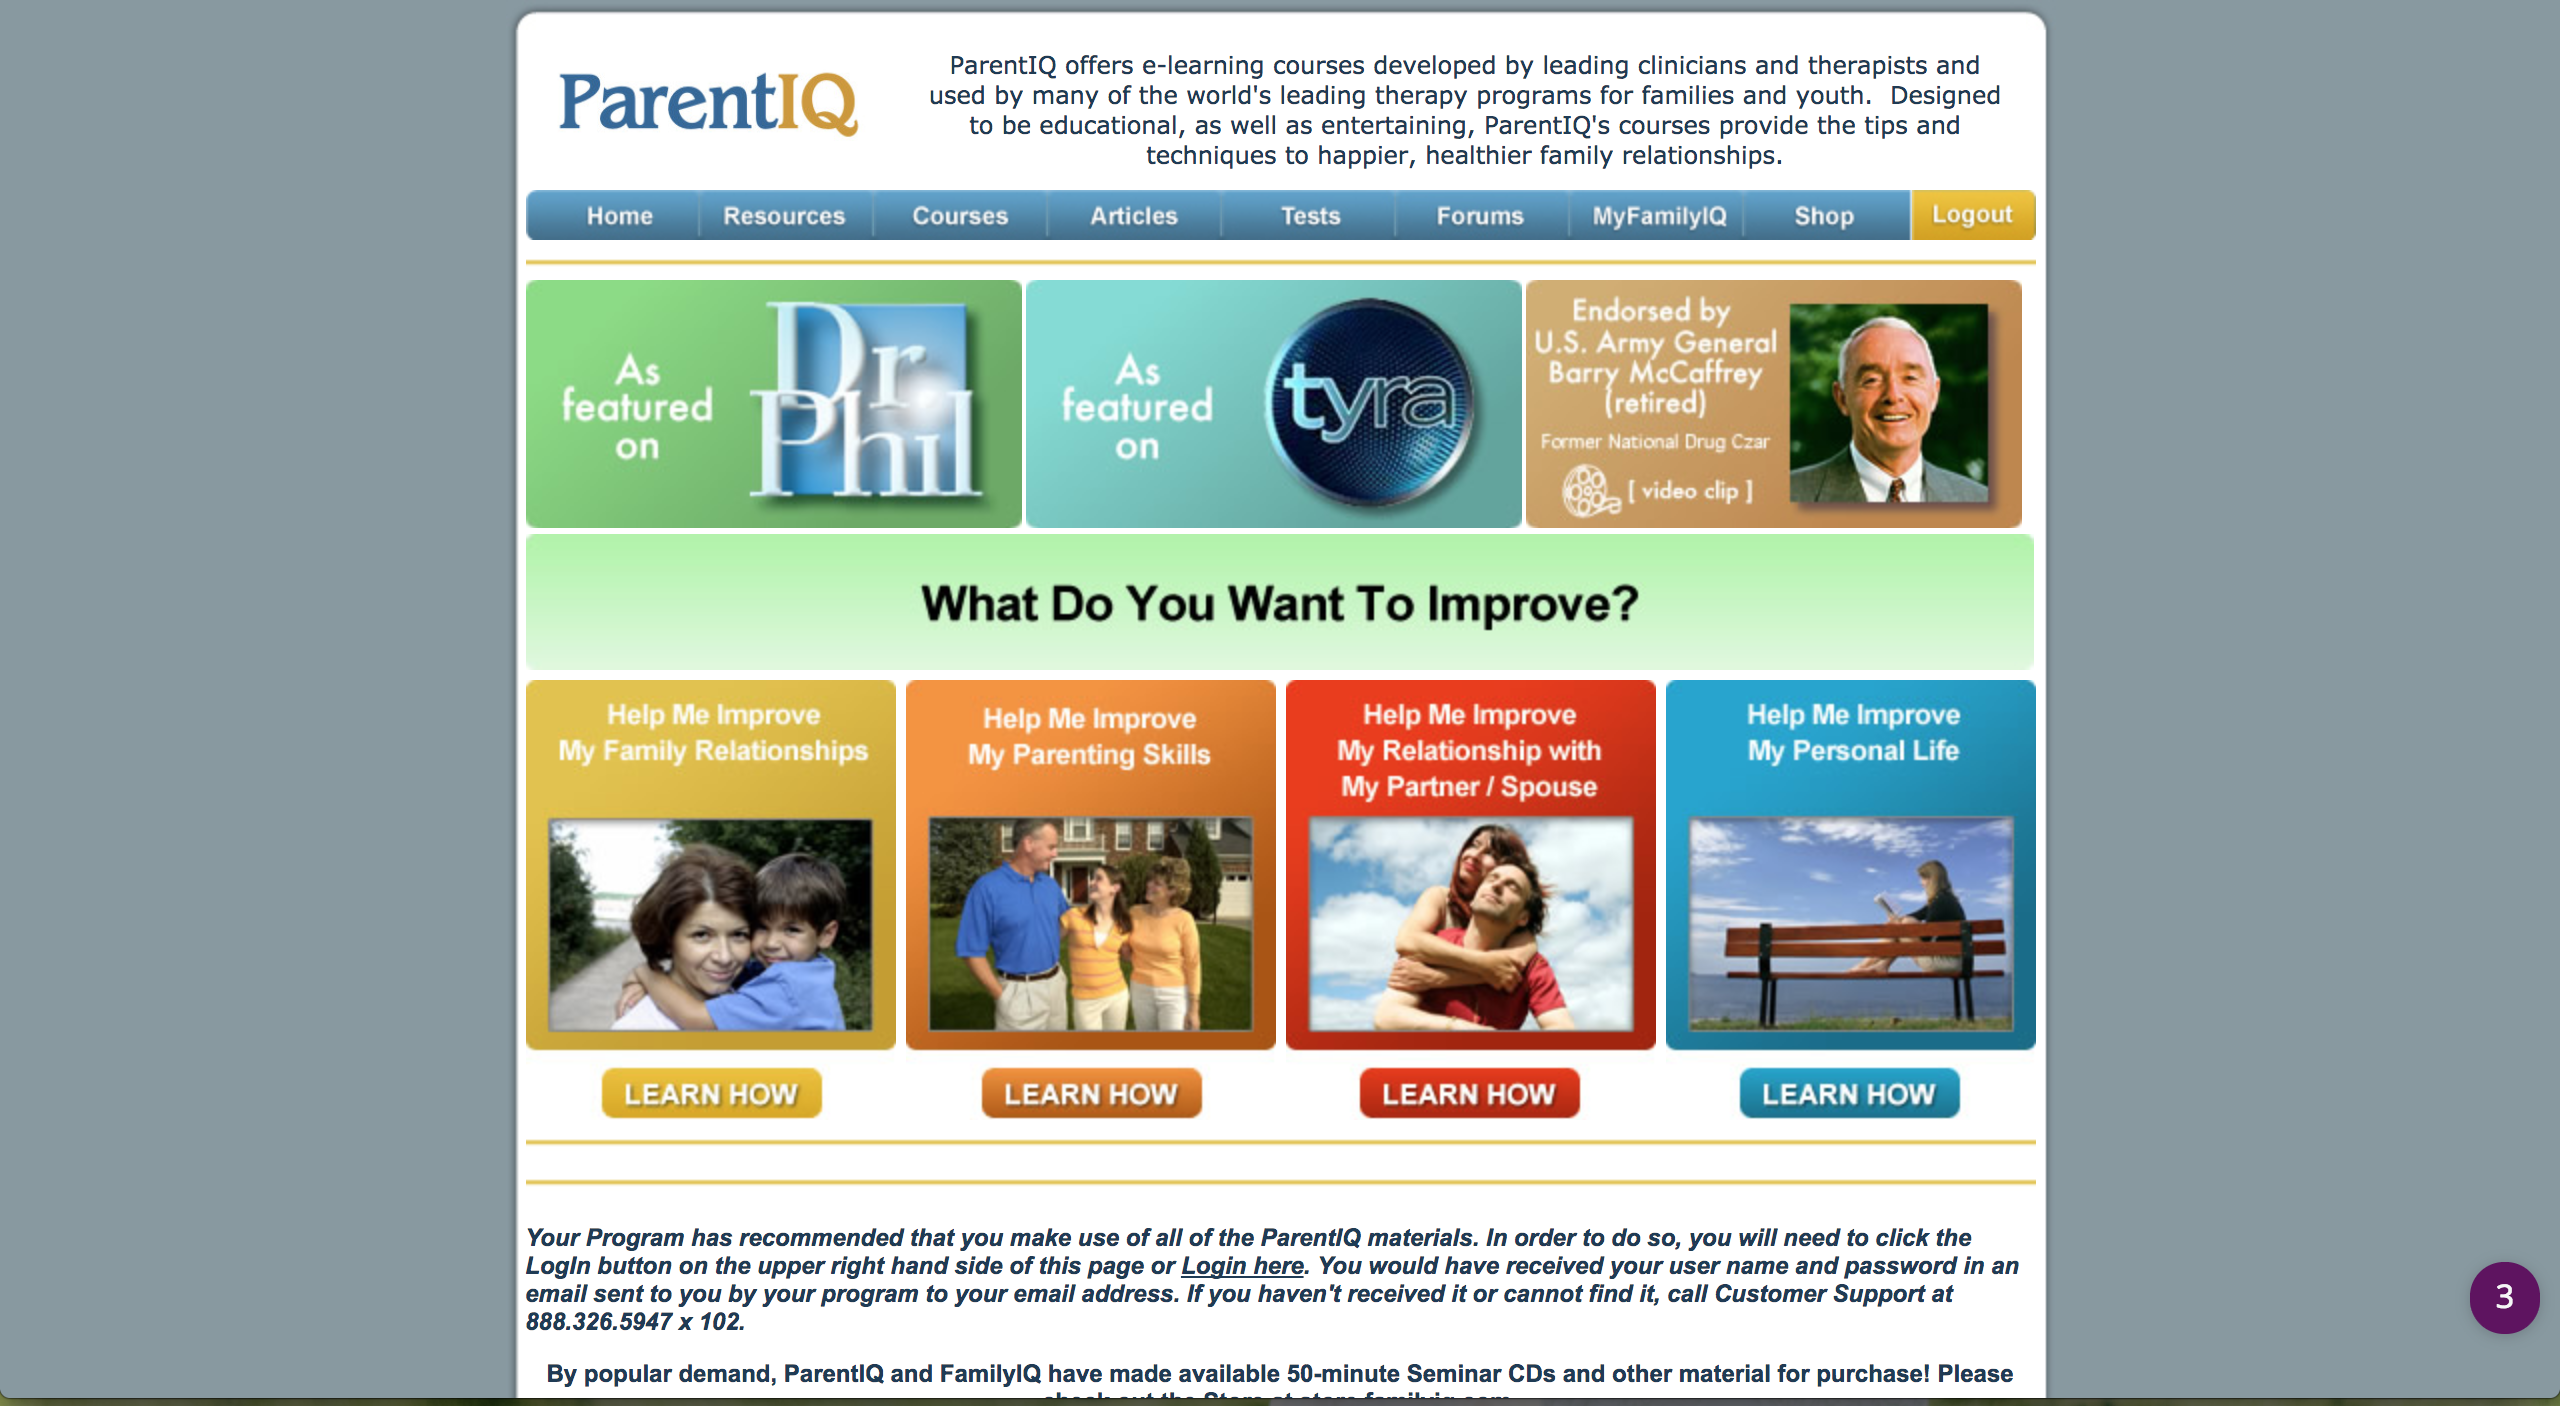 ParentIQ
ParentIQ offers e-learning courses developed by leading clinicians and therapists and
used by many of the world's leading therapy programs for families and youth.  Designed
to be educational, as well as entertaining, ParentIQ's courses provide the tips and
techniques to happier, healthier family relationships.
Home Resources Courses Articles Tests Forums MyFamilyIQ Shop Logout
As
featured
on
Dr.
Phil
As
featured
on
tyra
Endorsed by
U.S. Army General
Barry McCaffrey
(retired)
Former National Drug Czar
[ video clip ]
What Do You Want To Improve?
Help Me Improve
My Family Relationships
Help Me Improve
My Parenting Skills
Help Me Improve
My Relationship with
My Partner / Spouse
Help Me Improve
My Personal Life
LEARN HOW
LEARN HOW
LEARN HOW
LEARN HOW
Your Program has recommended that you make use of all of the ParentIQ materials. In order to do so, you will need to click the
LogIn button on the upper right hand side of this page or Login here. You would have received your user name and password in an
email sent to you by your program to your email address. If you haven't received it or cannot find it, call Customer Support at
888.326.5947 x 102.
3
By popular demand, ParentIQ and FamilyIQ have made available 50-minute Seminar CDs and other material for purchase! Please